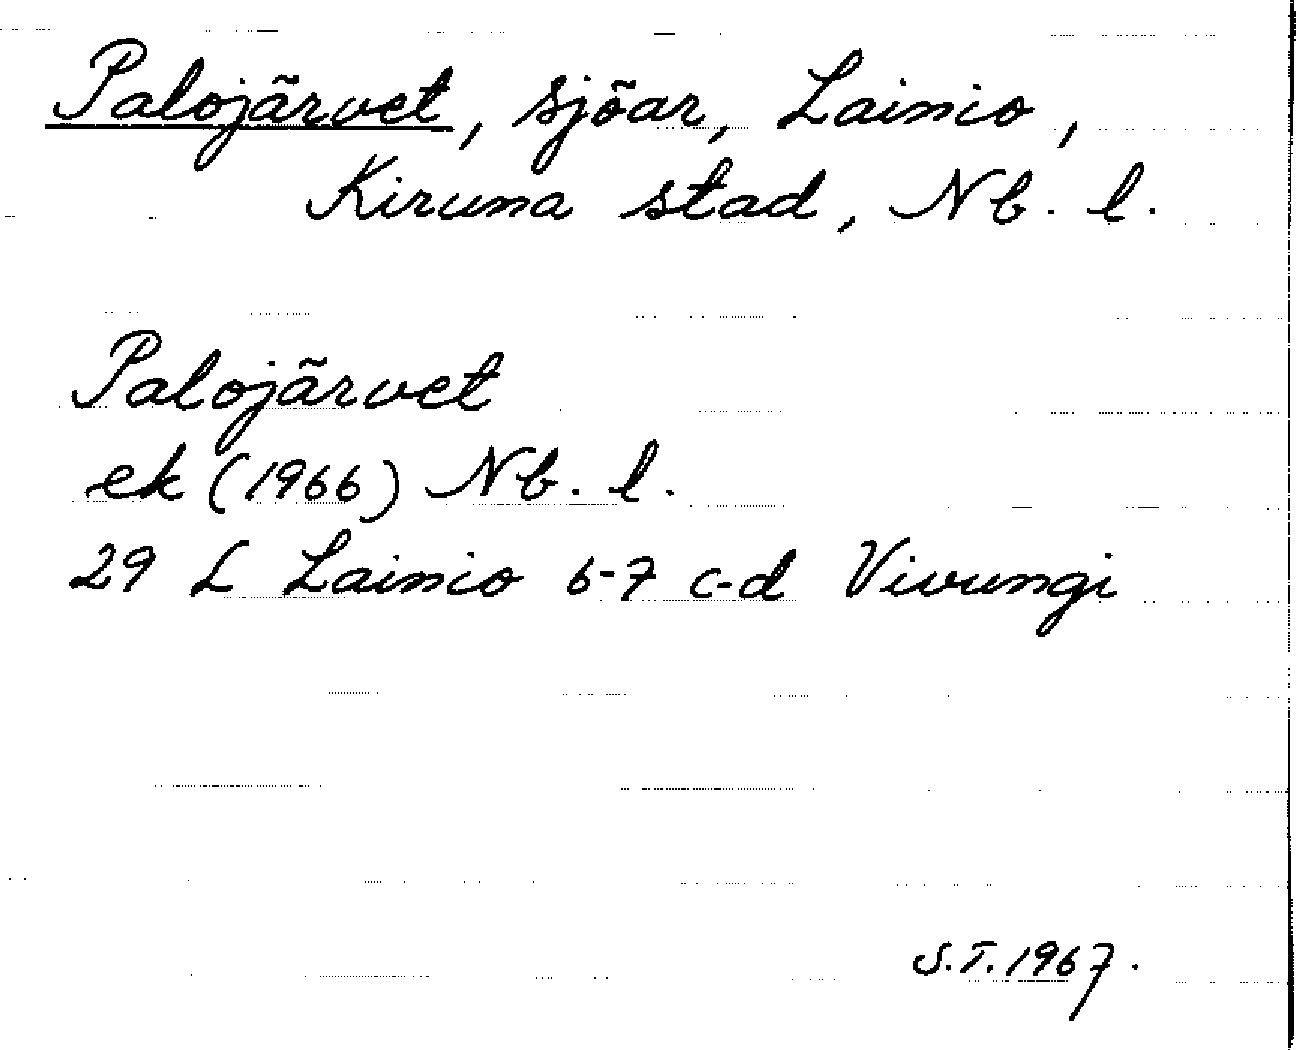 Palojärvet, sjöar, Lainio,
Kiruna stad, Nb. l.
Palojärvet
ek (1966) Nb. l.
29 L Lainio 6-7 c-d Vivungi
S.T. 1967.